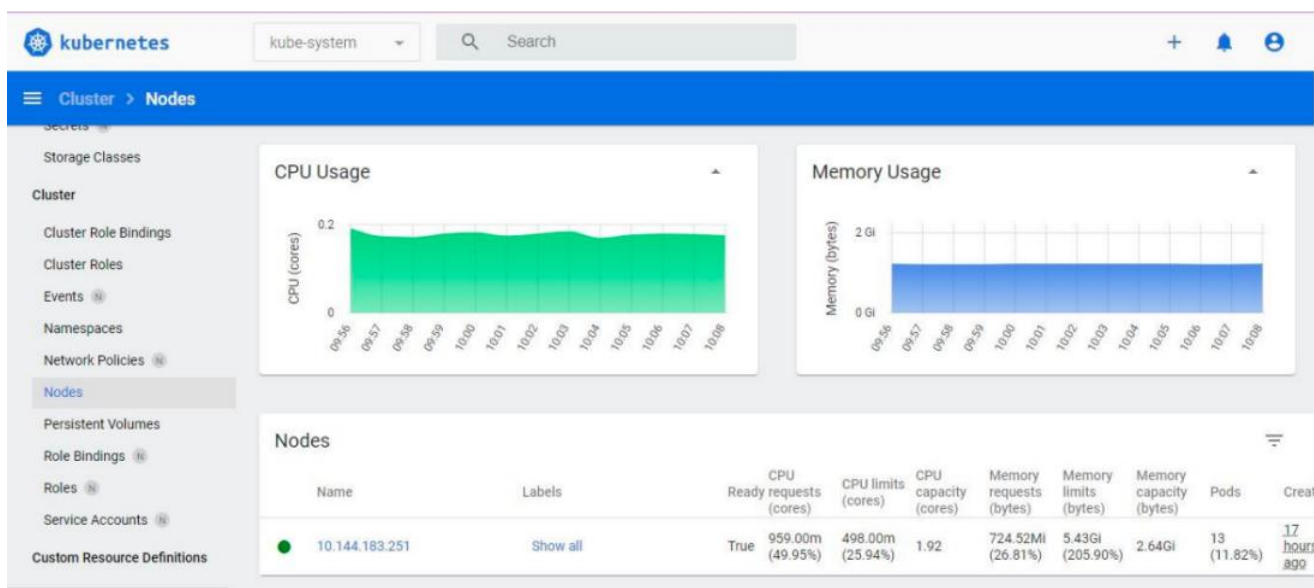 kubernetes
kube-system
Search
Cluster > Nodes
Secrets N
Storage Classes
Cluster
Cluster Role Bindings
Cluster Roles
Events N
Namespaces
Network Policies N
Nodes
Persistent Volumes
Role Bindings N
Roles N
Service Accounts N
Custom Resource Definitions
CPU Usage
CPU (cores)
0.2
0
09:56 09:57 09:58 09:59 10:00 10:01 10:02 10:03 10:04 10:05 10:06 10:07 10:08
Memory Usage
Memory (bytes)
2 Gi
0 Gi
09:56 09:57 09:58 09:59 10:00 10:01 10:02 10:03 10:04 10:05 10:06 10:07 10:08
Nodes
Name
Labels
Ready
CPU requests (cores)
CPU limits (cores)
CPU capacity (cores)
Memory requests (bytes)
Memory limits (bytes)
Memory capacity (bytes)
Pods
Creat
10.144.183.251
Show all
True
959.00m (49.95%)
498.00m (25.94%)
1.92
724.52Mi (26.81%)
5.43Gi (205.90%)
2.64Gi
13 (11.82%)
17 hours ago